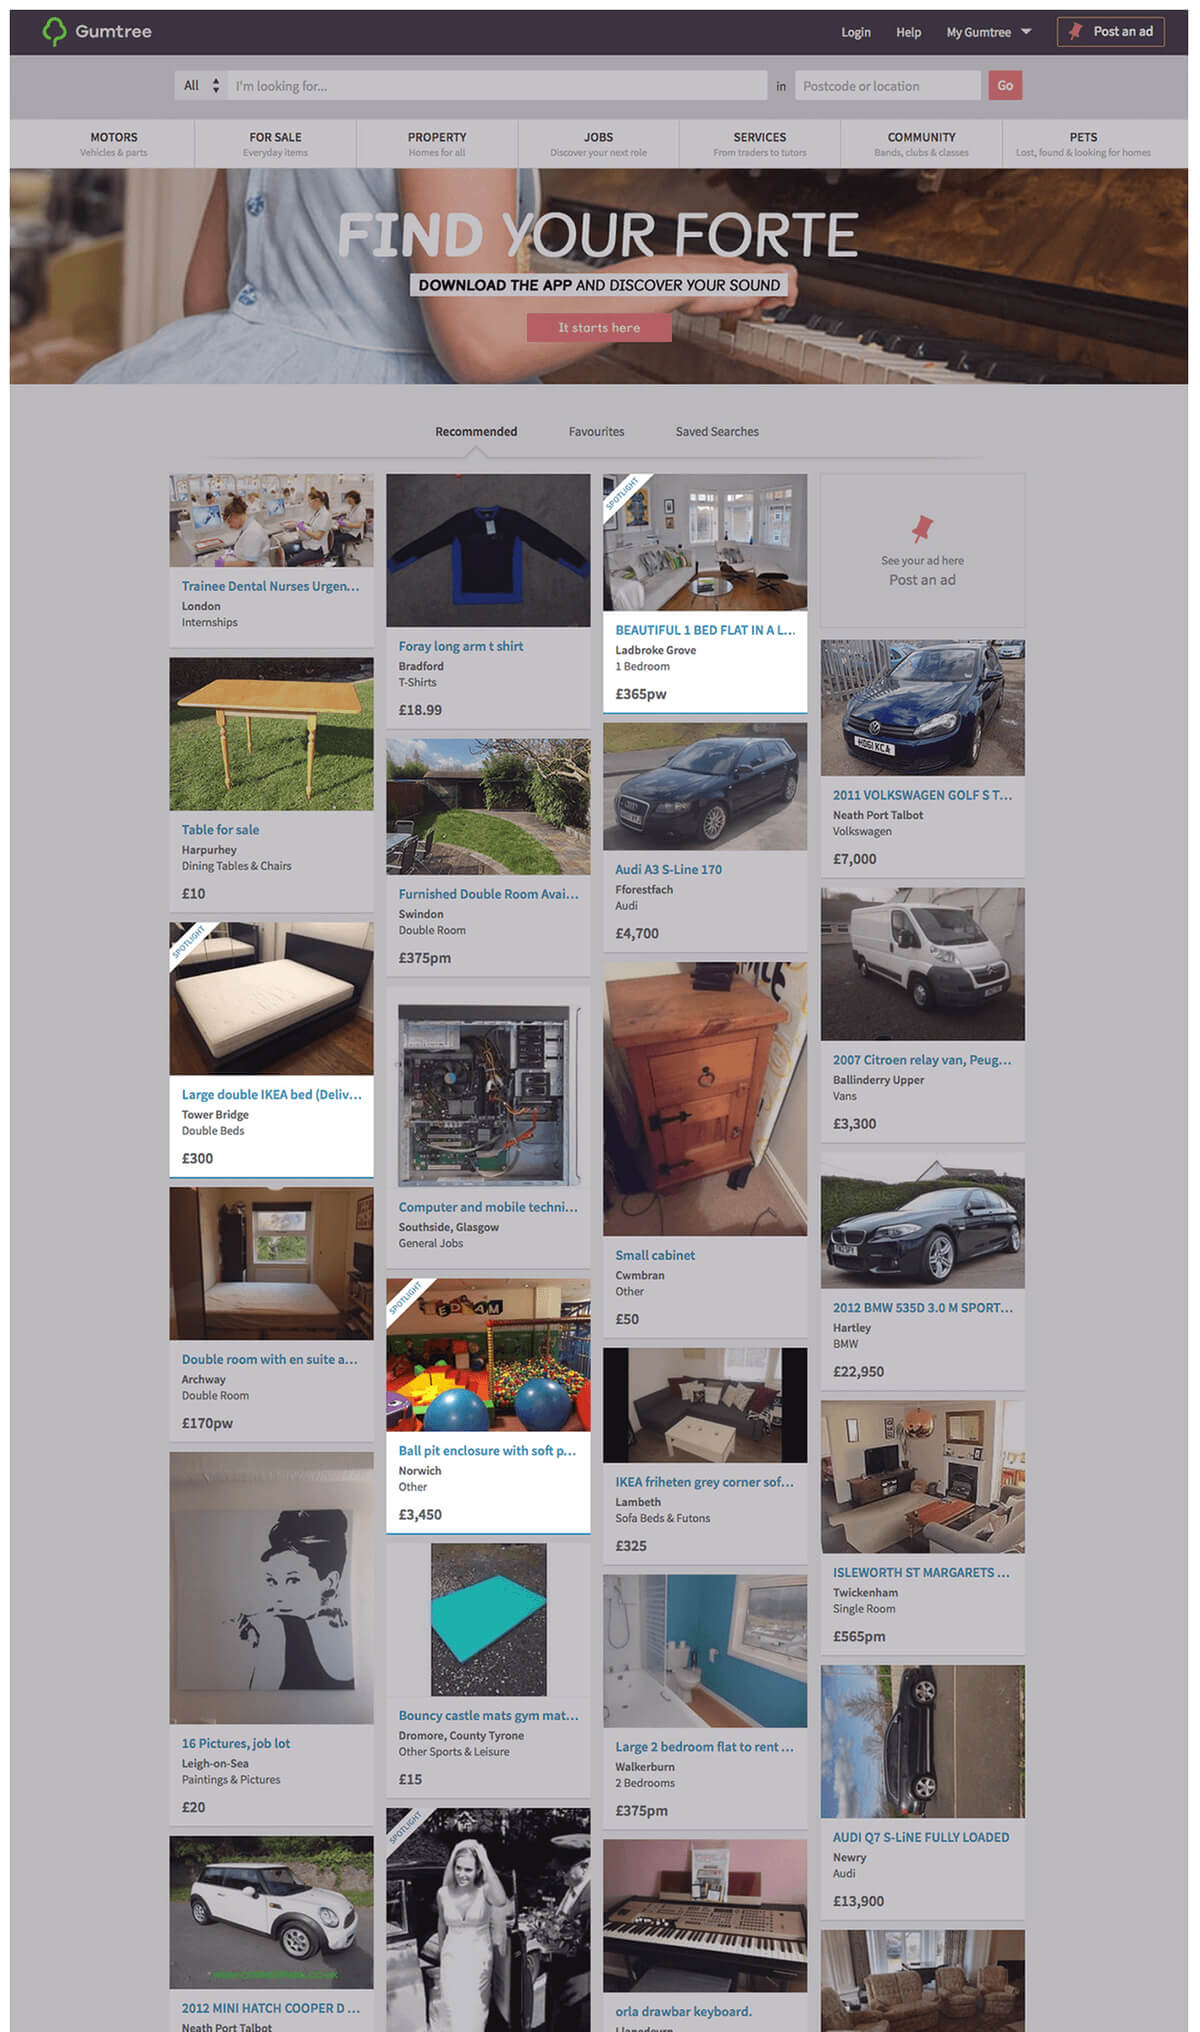 Gumtree
Login Help My Gumtree Post an ad
All I'm looking for... in Postcode or location Go
MOTORS FOR SALE PROPERTY JOBS SERVICES COMMUNITY PETS
Vehicles & parts Everyday items Homes for all Discover your next role From traders to tutors Bands, clubs & classes Lost, found & looking for homes
FIND YOUR FORTE
DOWNLOAD THE APP AND DISCOVER YOUR SOUND
It starts here
Recommended Favourites Saved Searches
Trainee Dental Nurses Urgen...
London
Internships
Table for sale
Harpurhey
Dining Tables & Chairs
£10
SPOTLIGHT
Large double IKEA bed (Deliv...
Tower Bridge
Double Beds
£300
Double room with en suite a...
Archway
Double Room
£170pw
16 Pictures, job lot
Leigh-on-Sea
Paintings & Pictures
£20
2012 MINI HATCH COOPER D ...
Neath Port Talbot
Foray long arm t shirt
Bradford
T-Shirts
£18.99
Furnished Double Room Avai...
Swindon
Double Room
£375pm
Computer and mobile techni...
Southside, Glasgow
General Jobs
SPOTLIGHT
Ball pit enclosure with soft p...
Norwich
Other
£3,450
Bouncy castle mats gym mat...
Dromore, County Tyrone
Other Sports & Leisure
£15
SPOTLIGHT
SPOTLIGHT
BEAUTIFUL 1 BED FLAT IN A L...
Ladbroke Grove
1 Bedroom
£365pw
Audi A3 S-Line 170
Fforestfach
Audi
£4,700
Small cabinet
Cwmbran
Other
£50
IKEA friheten grey corner sof...
Lambeth
Sofa Beds & Futons
£325
Large 2 bedroom flat to rent ...
Walkerburn
2 Bedrooms
£375pm
ORLA
orla drawbar keyboard.
See your ad here
Post an ad
HD61 KCA
2011 VOLKSWAGEN GOLF S T...
Neath Port Talbot
Volkswagen
£7,000
2007 Citroen relay van, Peug...
Ballinderry Upper
Vans
£3,300
2012 BMW 535D 3.0 M SPORT...
Hartley
BMW
£22,950
ISLEWORTH ST MARGARETS ...
Twickenham
Single Room
£565pm
AUDI Q7 S-LiNE FULLY LOADED
Newry
Audi
£13,900